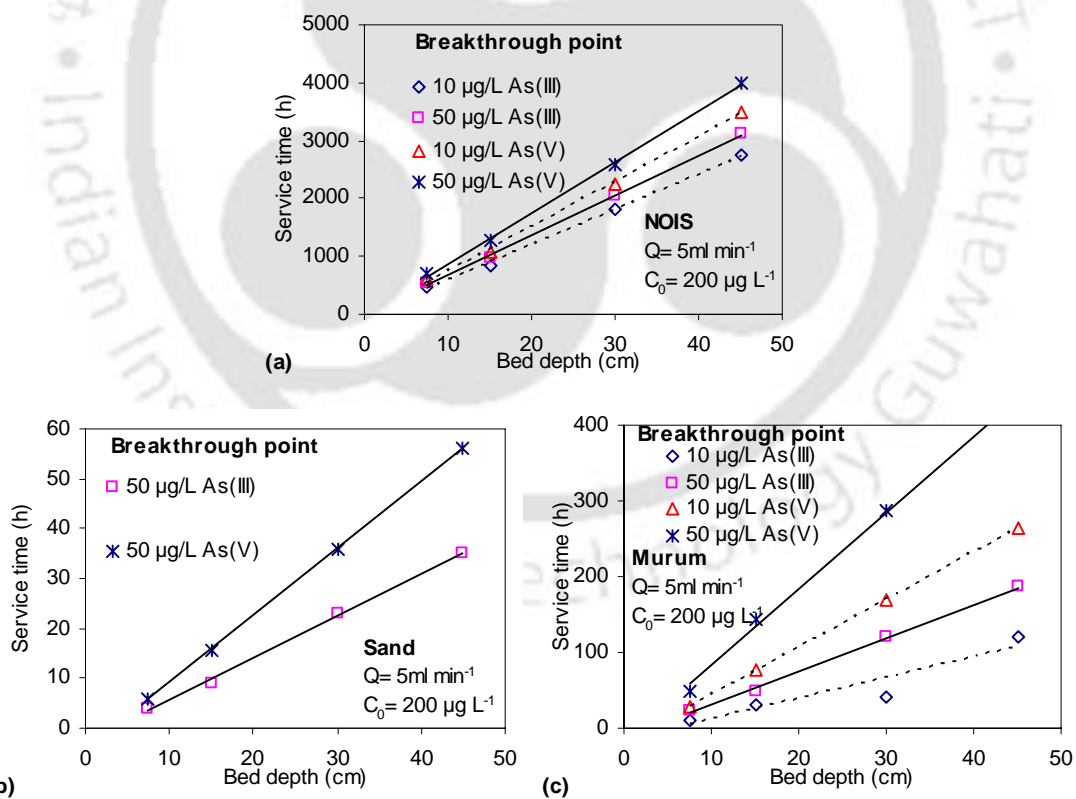 5000
4000
3000
2000
1000
0
Service time (h)
Breakthrough point
10 µg/L As(III)
50 µg/L As(III)
10 µg/L As(V)
50 µg/L As(V)
NOIS
Q= 5ml min-1
C0= 200 µg L-1
0 10 20 30 40 50
Bed depth (cm)
(a)
60
50
40
30
20
10
0
Service time (h)
Breakthrough point
50 µg/L As(III)
50 µg/L As(V)
Sand
Q= 5ml min-1
C0= 200 µg L-1
0 10 20 30 40 50
Bed depth (cm)
b)
400
300
200
100
0
Service time (h)
Breakthrough point
10 µg/L As(III)
50 µg/L As(III)
10 µg/L As(V)
50 µg/L As(V)
Murum
Q= 5ml min-1
C0= 200 µg L-1
0 10 20 30 40 50
Bed depth (cm)
(c)
Indian Ins
Technology Guwahati